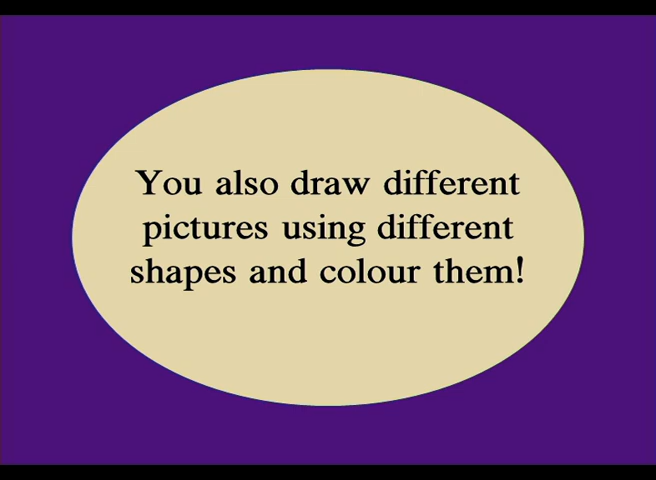 You also draw different
pictures using different
shapes and colour them!